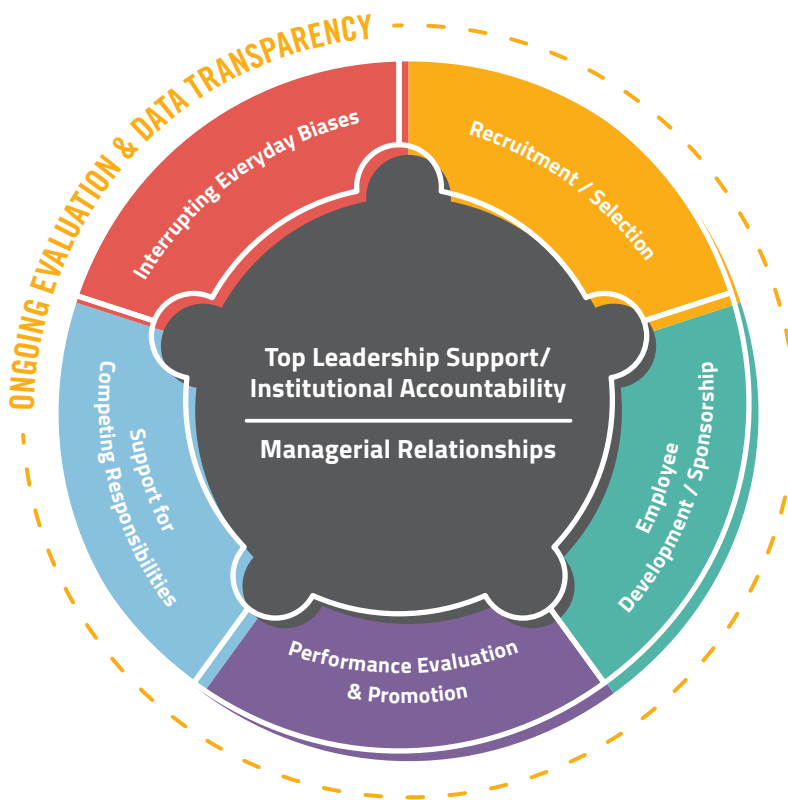 ONGOING EVALUATION & DATA TRANSPARENCY
Interrupting Everyday Biases
Recruitment / Selection
Top Leadership Support/
Institutional Accountability
Managerial Relationships
Support for
Competing Responsibilities
Employee
Development / Sponsorship
Performance Evaluation
& Promotion